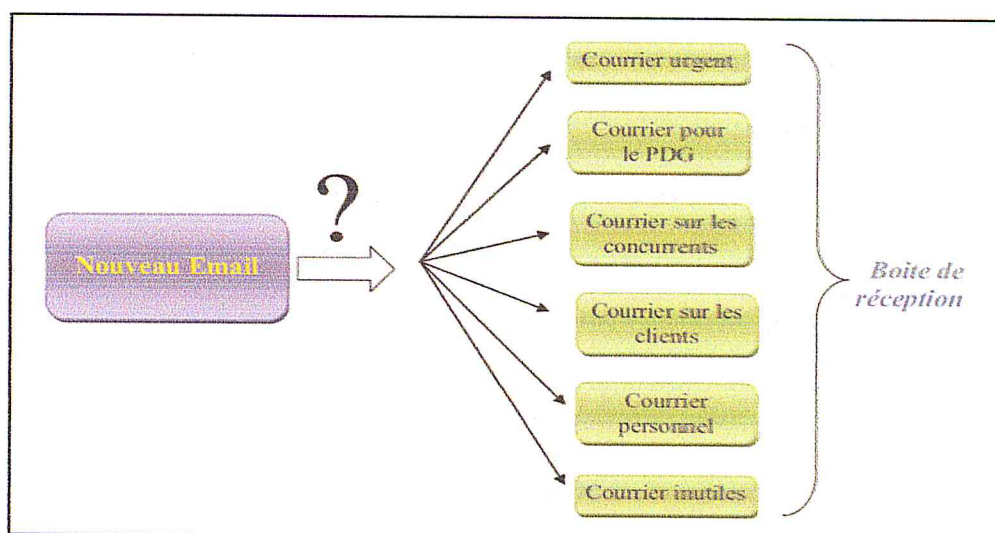 Courrier urgent
Courrier pour
le PDG
?
Nouveau Email
Courrier sur les
concurrents
Boite de
réception
Courrier sur les
clients
Courrier
personnel
Courrier inutiles